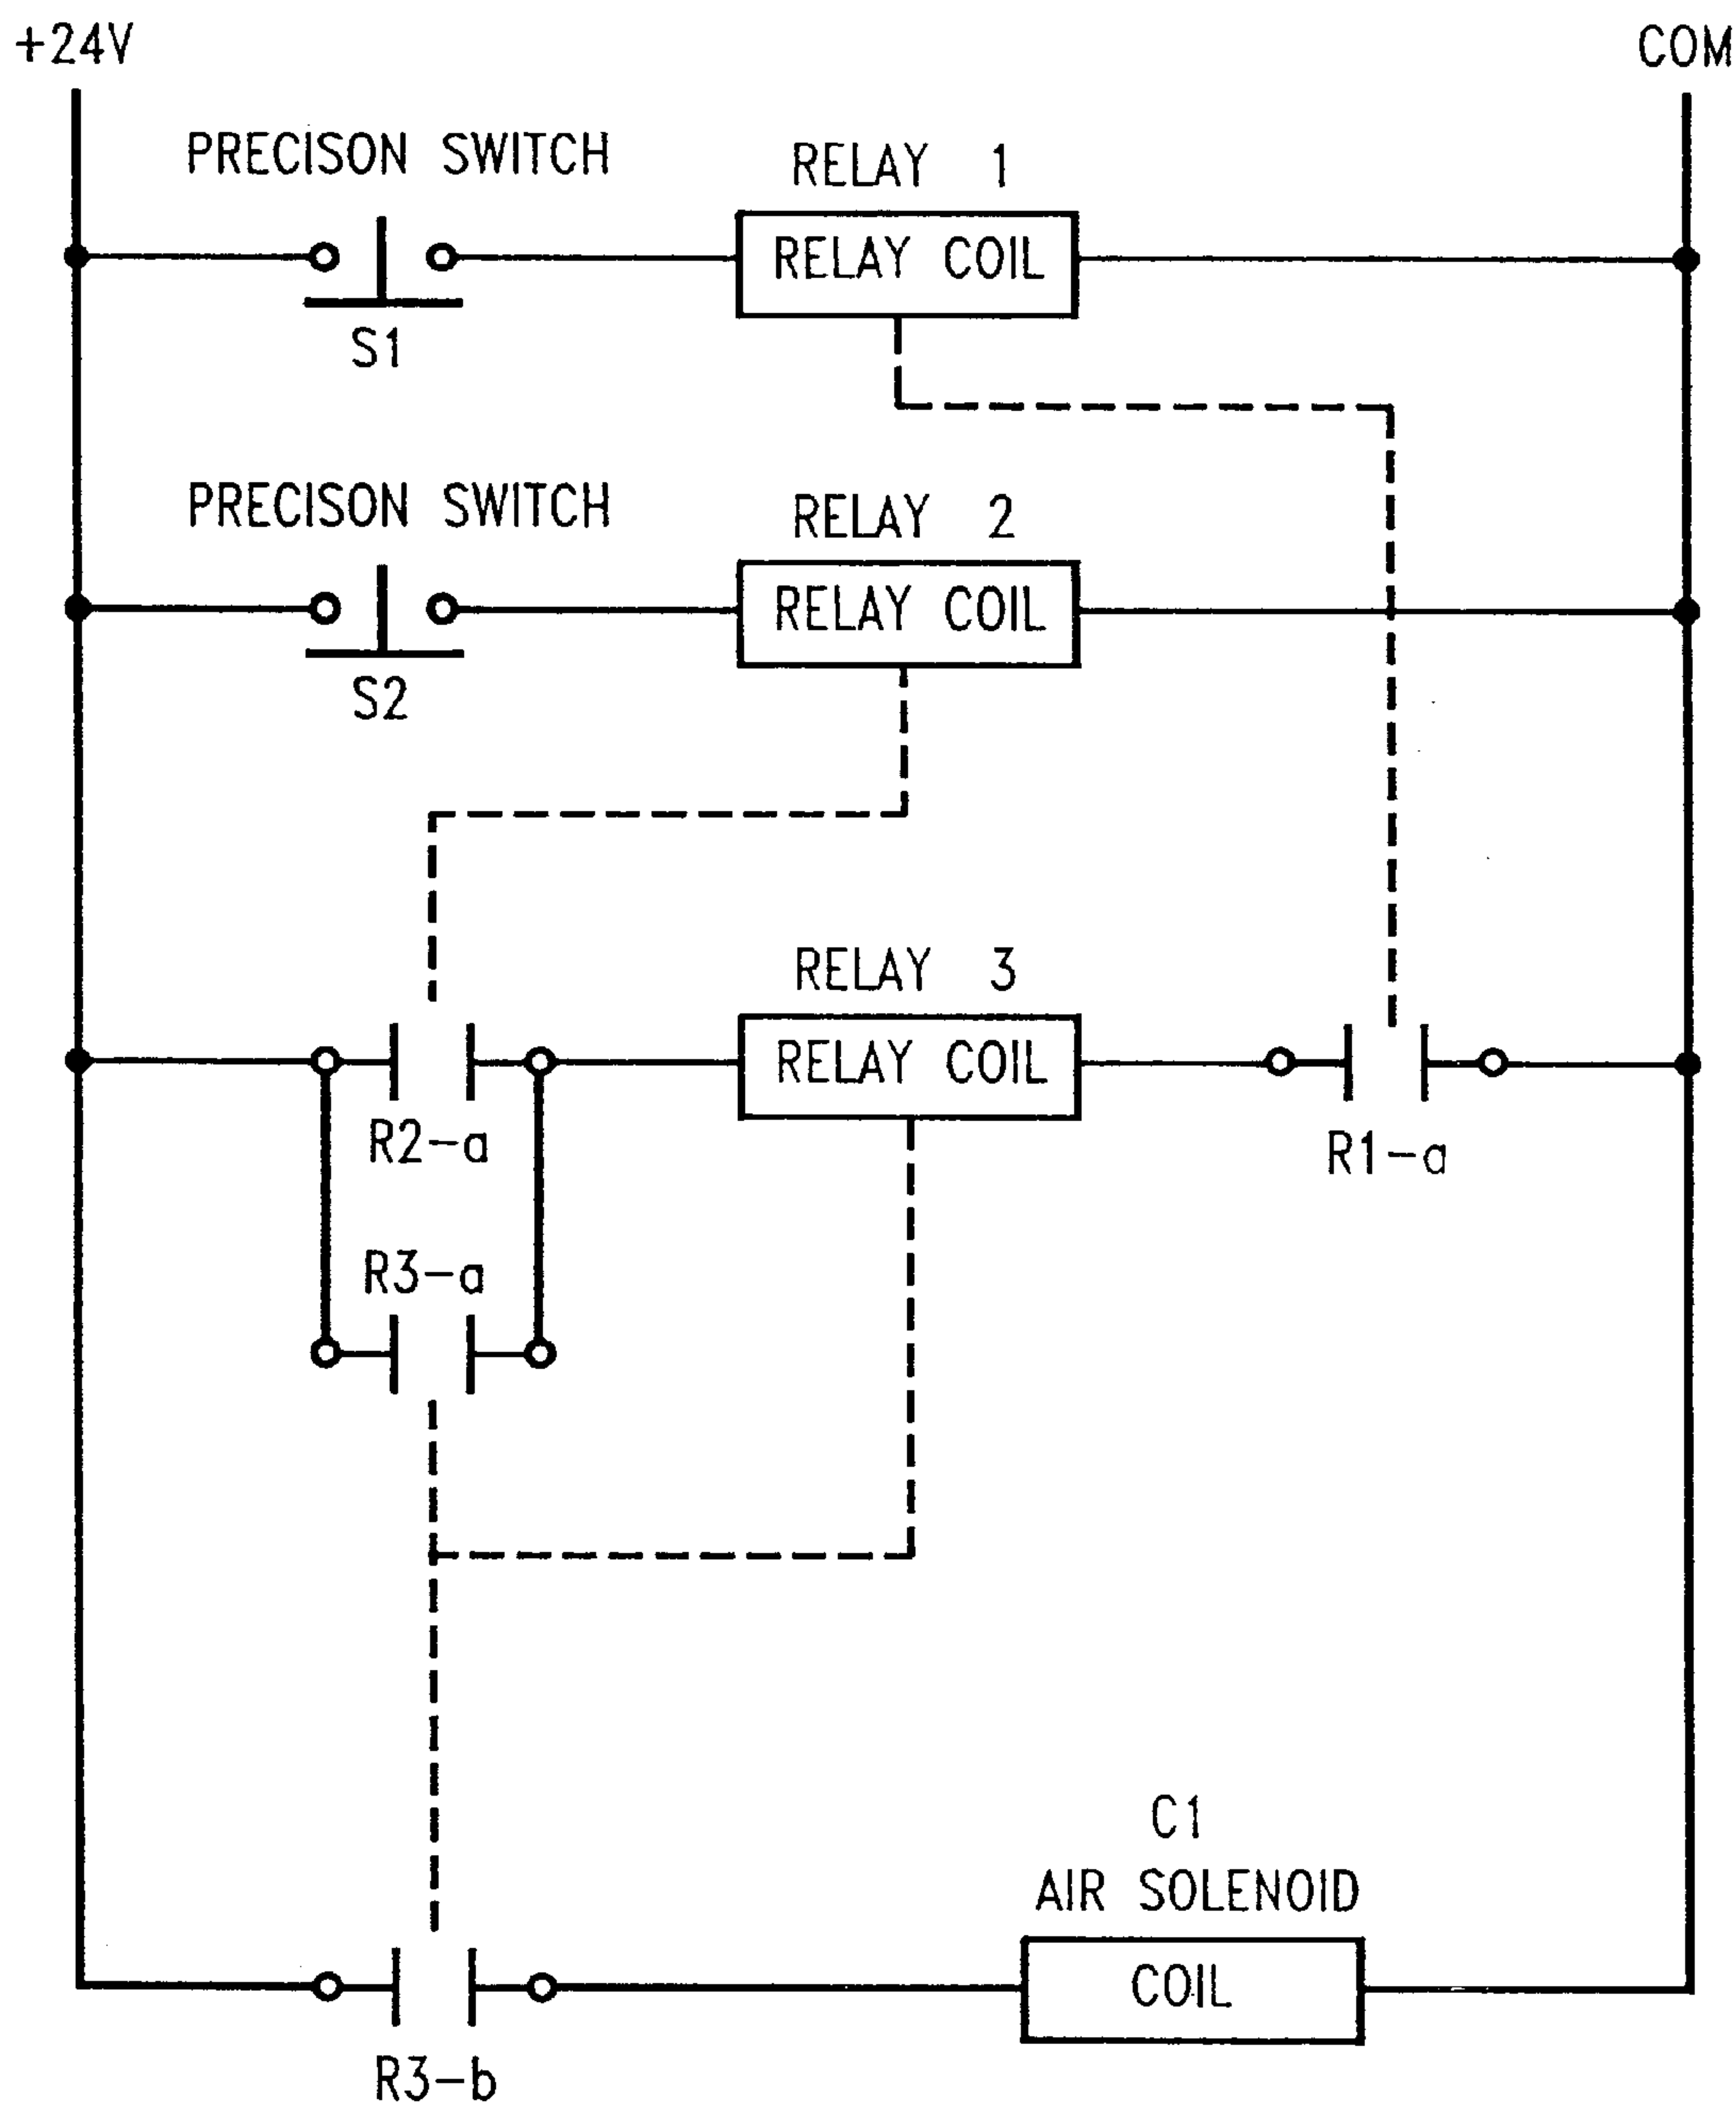 +24V
COM
PRECISON SWITCH
RELAY 1
RELAY COIL
S1
PRECISON SWITCH
RELAY 2
RELAY COIL
S2
RELAY 3
RELAY COIL
R2-a
R1-a
R3-a
C1
AIR SOLENOID
COIL
R3-b